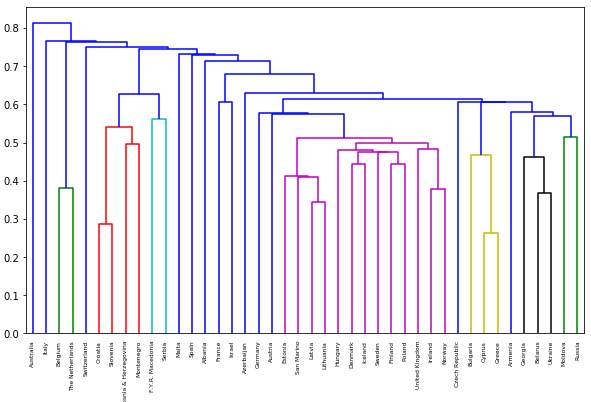 0.8
0.7
0.6
0.5
0.4
0.3
0.2
0.1
0.0
Australia
Italy
Belgium
The Netherlands
Switzerland
Croatia
Slovenia
snia & Herzegovina
Montenegro
F.Y.R. Macedonia
Serbia
Malta
Spain
Albania
France
Israel
Azerbaijan
Germany
Austria
Estonia
San Marino
Latvia
Lithuania
Hungary
Denmark
Iceland
Sweden
Finland
Poland
United Kingdom
Ireland
Norway
Czech Republic
Bulgaria
Cyprus
Greece
Armenia
Georgia
Belarus
Ukraine
Moldova
Russia